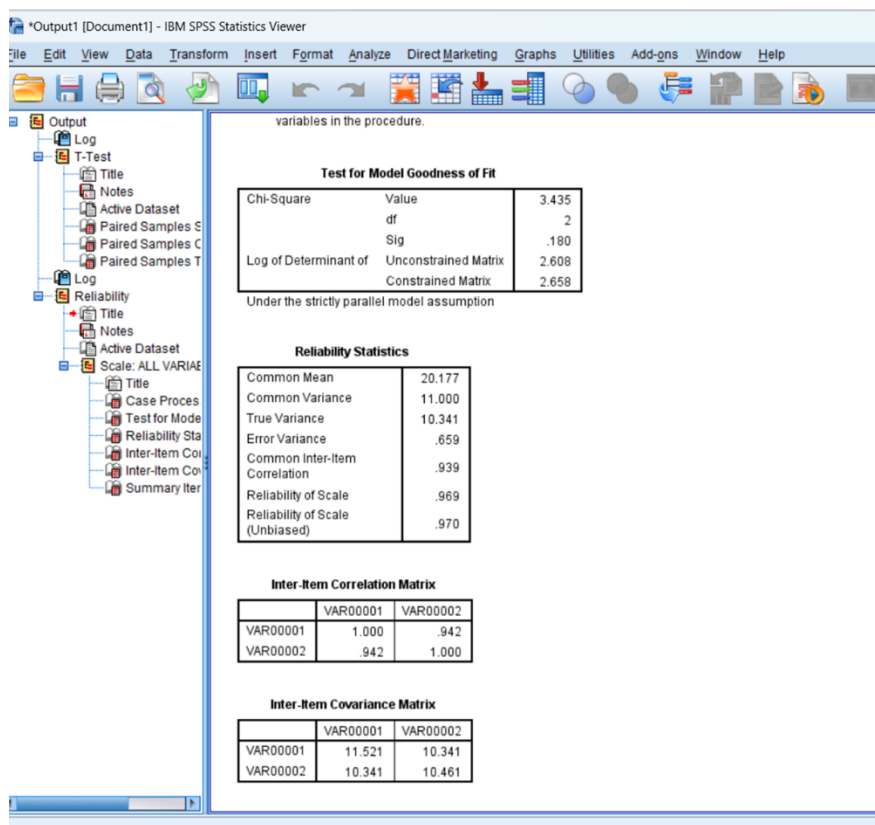 *Output1 [Document1] - IBM SPSS Statistics Viewer
File Edit View Data Transform Insert Format Analyze Direct Marketing Graphs Utilities Add-ons Window Help
Output
Log
T-Test
Title
Notes
Active Dataset
Paired Samples S
Paired Samples C
Paired Samples T
Log
Reliability
Title
Notes
Active Dataset
Scale: ALL VARIAB
Title
Case Proces
Test for Mode
Reliability Sta
Inter-Item Cor
Inter-Item Cov
Summary Iter
variables in the procedure.
Test for Model Goodness of Fit
Chi-Square Value 3.435
df 2
Sig .180
Log of Determinant of Unconstrained Matrix 2.608
Constrained Matrix 2.658
Under the strictly parallel model assumption
Reliability Statistics
Common Mean 20.177
Common Variance 11.000
True Variance 10.341
Error Variance .659
Common Inter-Item
Correlation .939
Reliability of Scale .969
Reliability of Scale
(Unbiased) .970
Inter-Item Correlation Matrix
VAR00001 VAR00002
VAR00001 1.000 .942
VAR00002 .942 1.000
Inter-Item Covariance Matrix
VAR00001 VAR00002
VAR00001 11.521 10.341
VAR00002 10.341 10.461